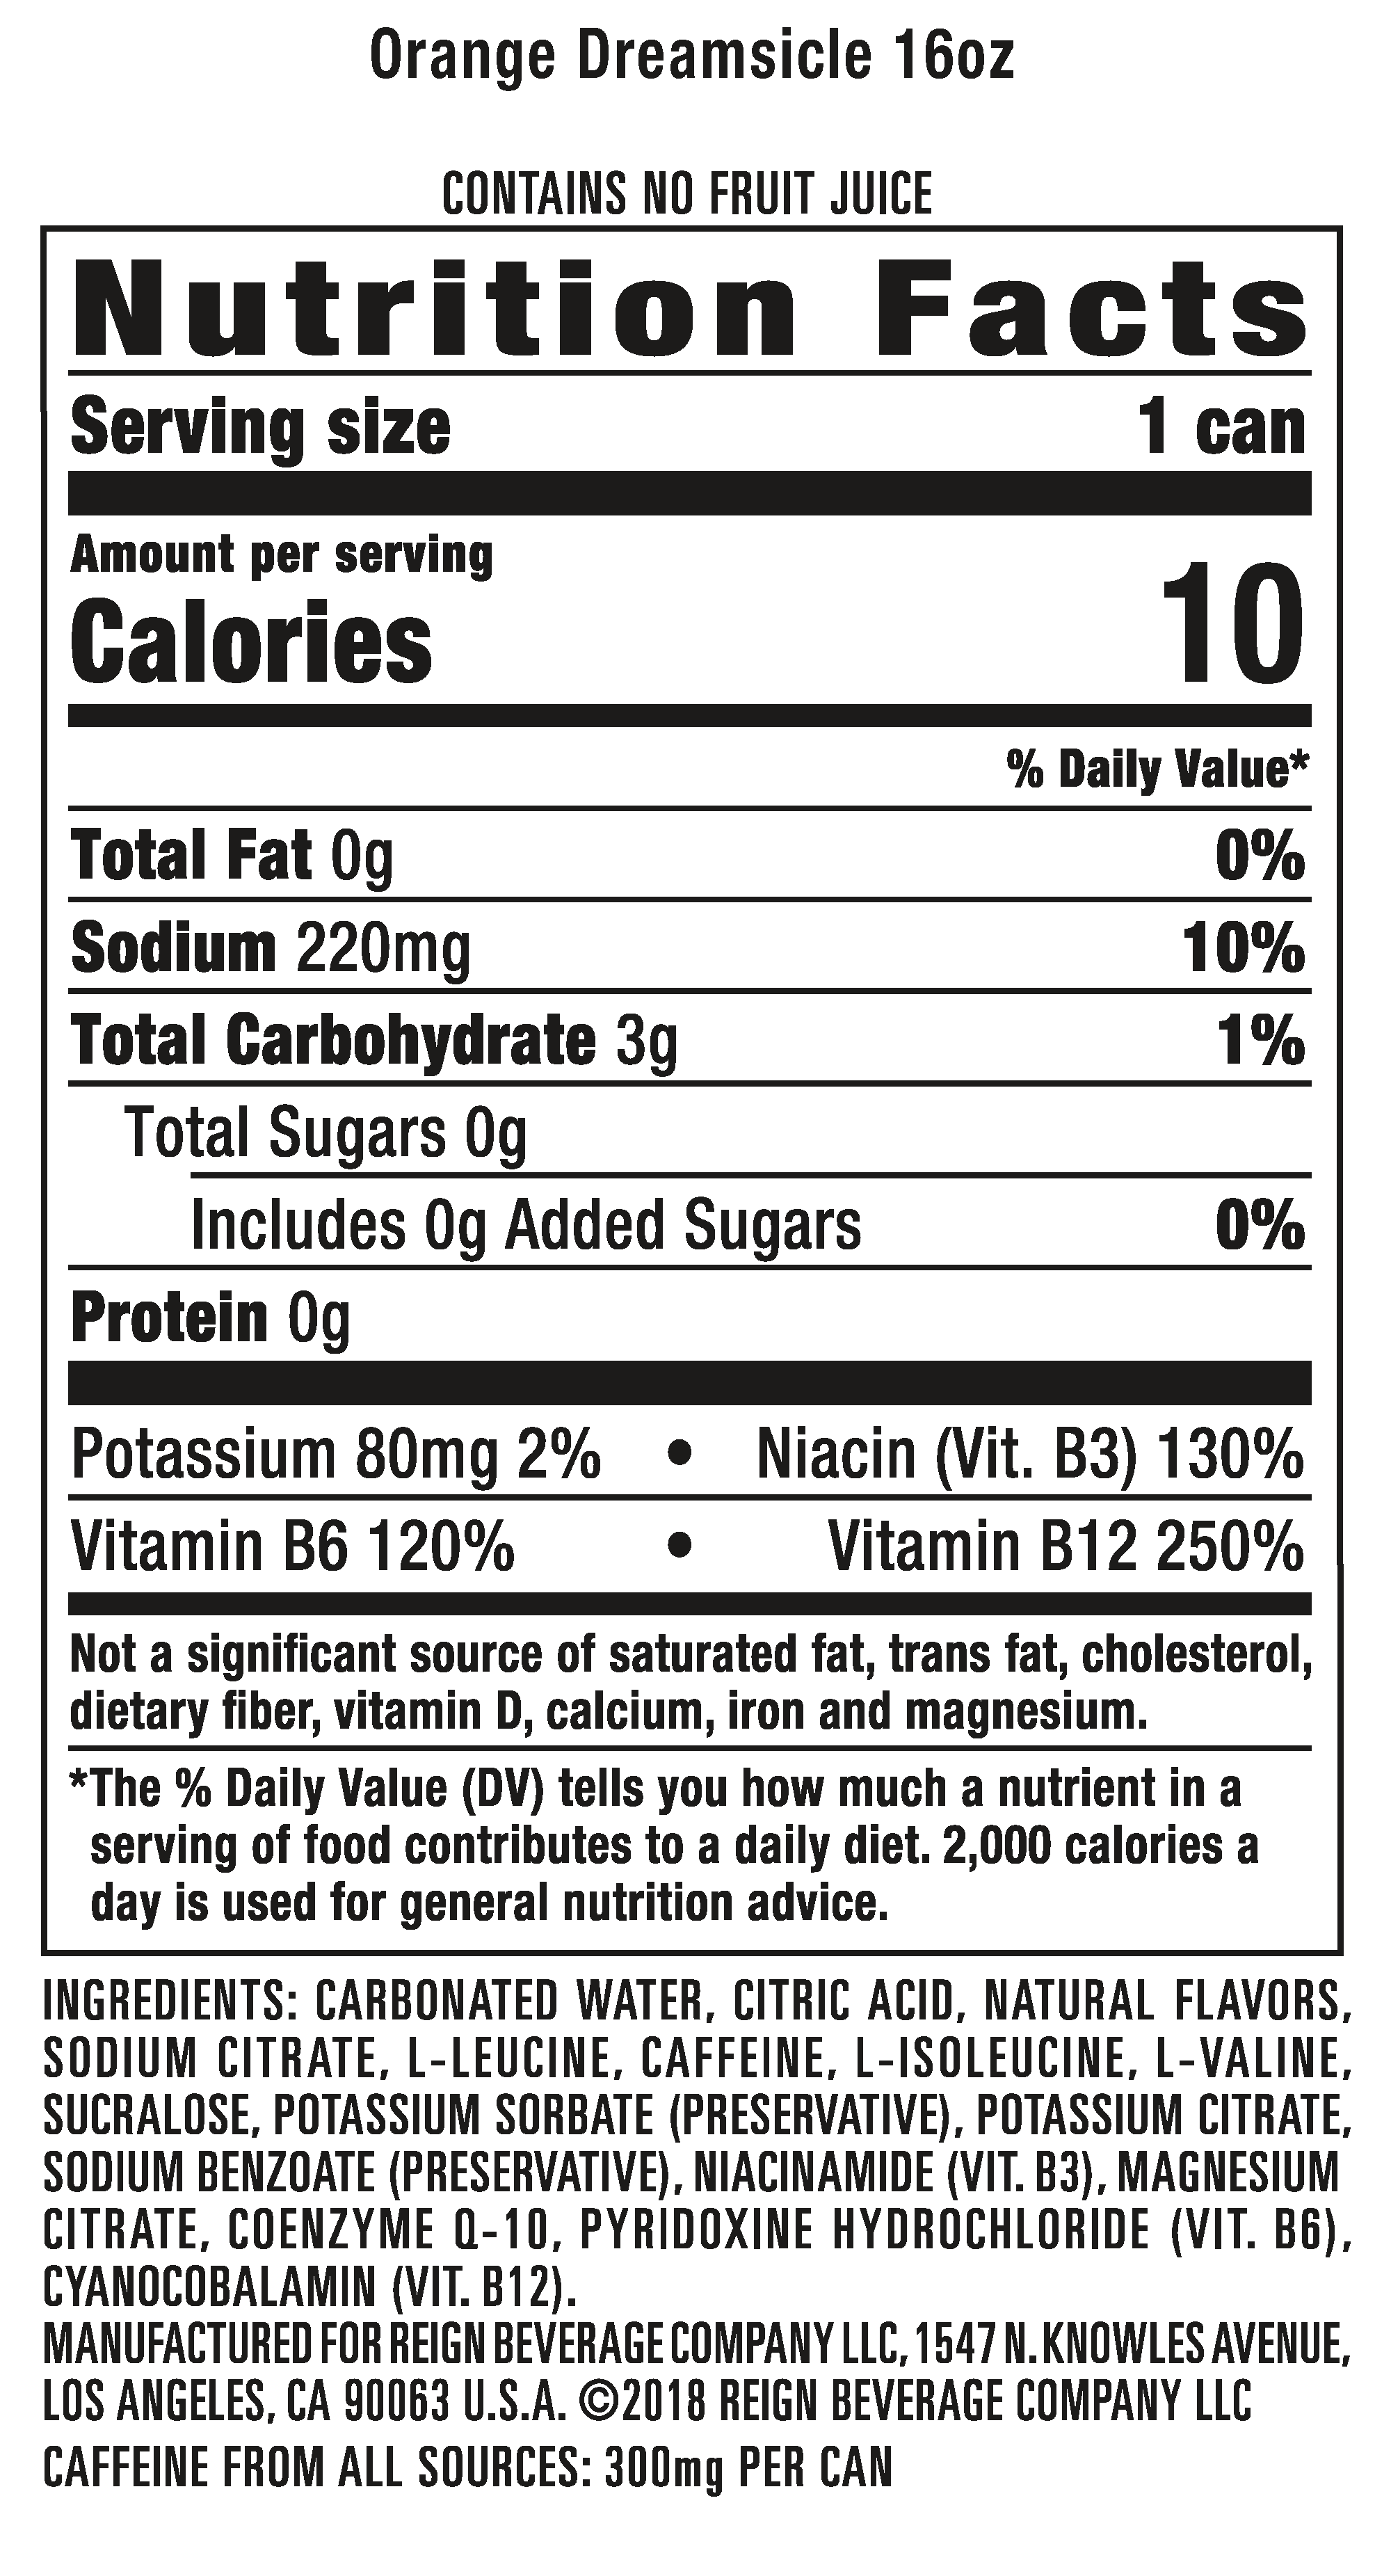 Orange Dreamsicle 16oz
CONTAINS NO FRUIT JUICE
Nutrition Facts
Serving size 1 can
Amount per serving
Calories 10
% Daily Value*
Total Fat 0g 0%
Sodium 220mg 10%
Total Carbohydrate 3g 1%
Total Sugars 0g
Includes 0g Added Sugars 0%
Protein 0g
Potassium 80mg 2% • Niacin (Vit. B3) 130%
Vitamin B6 120% • Vitamin B12 250%
Not a significant source of saturated fat, trans fat, cholesterol,
dietary fiber, vitamin D, calcium, iron and magnesium.
*The % Daily Value (DV) tells you how much a nutrient in a
serving of food contributes to a daily diet. 2,000 calories a
day is used for general nutrition advice.
INGREDIENTS: CARBONATED WATER, CITRIC ACID, NATURAL FLAVORS,
SODIUM CITRATE, L-LEUCINE, CAFFEINE, L-ISOLEUCINE, L-VALINE,
SUCRALOSE, POTASSIUM SORBATE (PRESERVATIVE), POTASSIUM CITRATE,
SODIUM BENZOATE (PRESERVATIVE), NIACINAMIDE (VIT. B3), MAGNESIUM
CITRATE, COENZYME Q-10, PYRIDOXINE HYDROCHLORIDE (VIT. B6),
CYANOCOBALAMIN (VIT. B12).
MANUFACTURED FOR REIGN BEVERAGE COMPANY LLC, 1547 N. KNOWLES AVENUE,
LOS ANGELES, CA 90063 U.S.A. ©2018 REIGN BEVERAGE COMPANY LLC
CAFFEINE FROM ALL SOURCES: 300mg PER CAN